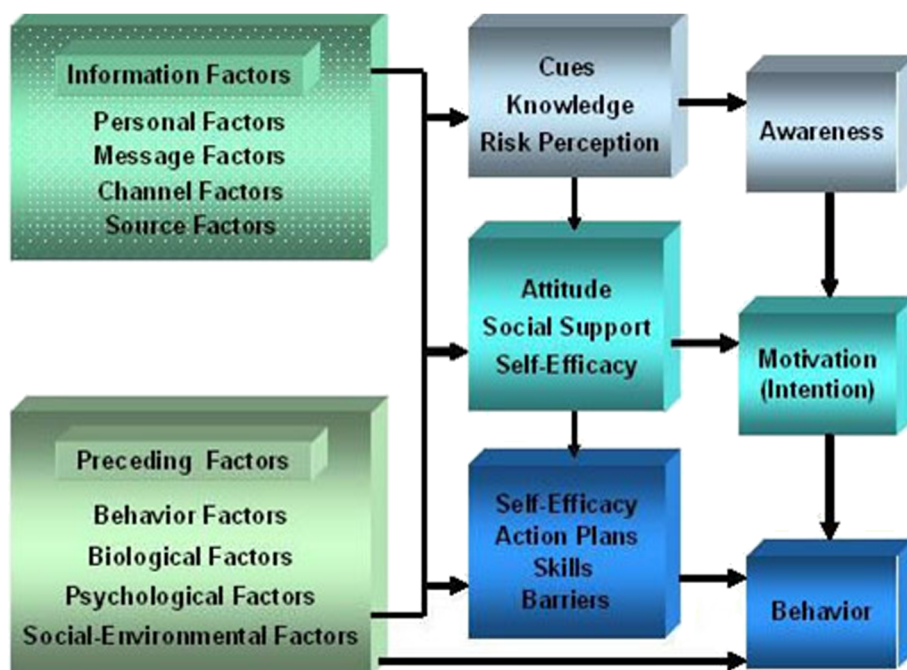 Information Factors
Personal Factors
Message Factors
Channel Factors
Source Factors
Preceding Factors
Behavior Factors
Biological Factors
Psychological Factors
Social-Environmental Factors
Cues
Knowledge
Risk Perception
Attitude
Social Support
Self-Efficacy
Self-Efficacy
Action Plans
Skills
Barriers
Awareness
Motivation
(Intention)
Behavior